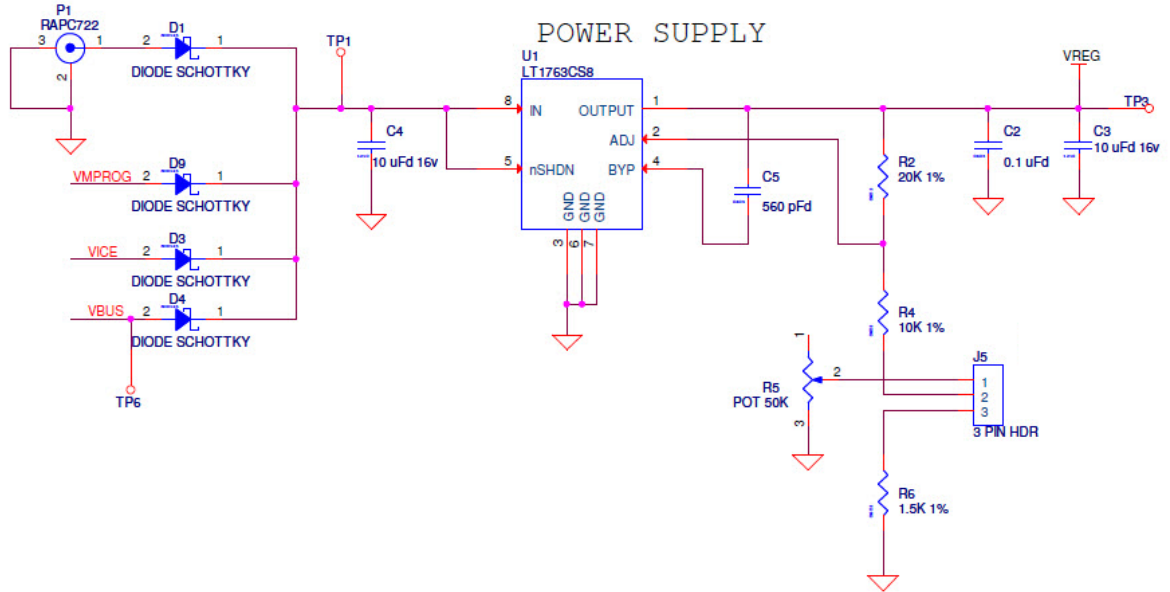 P1
RAPC722
3
1
2
2
D1
1
DIODE SCHOTTKY
TP1
POWER SUPPLY
U1
LT1763CS8
8
IN
OUTPUT
1
ADJ
2
5
nSHDN
BYP
4
GND
GND
GND
3
6
7
C4
10 uFd 16v
C5
560 pFd
VREG
TP3
R2
20K 1%
C2
0.1 uFd
C3
10 uFd 16v
VMPROG
2
D9
1
DIODE SCHOTTKY
VICE
2
D3
1
DIODE SCHOTTKY
VBUS
2
D4
1
DIODE SCHOTTKY
TP6
R4
10K 1%
1
R5
POT 50K
2
3
J5
1
2
3
3 PIN HDR
R6
1.5K 1%